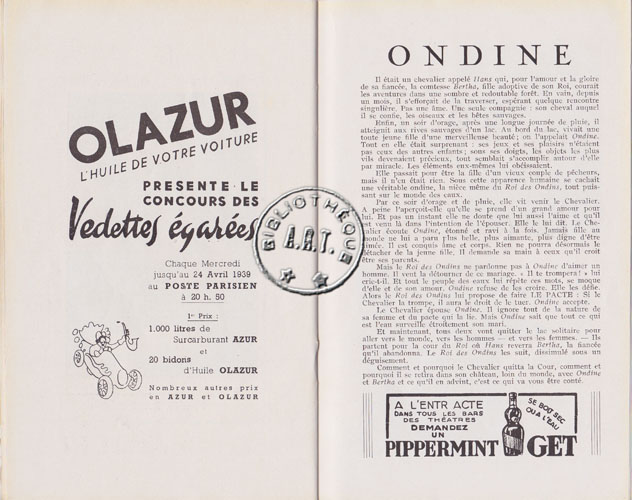 OLAZUR
L'HUILE DE VOTRE VOITURE
PRESENTE LE
CONCOURS DES
Vedettes égarées
Chaque Mercredi
jusqu'au 24 Avril 1939
au POSTE PARISIEN
à 20 h. 50
1er Prix :
1.000 litres de
Surcarburant AZUR
et
20 bidons
d'Huile OLAZUR
Nombreux autres prix
en AZUR et OLAZUR
BIBLIOTHÈQUE
A.R.T.
ONDINE
Il était un chevalier appelé Hans qui, pour l'amour et la gloire
de sa fiancée, la comtesse Bertha, fille adoptive de son Roi, courait
les aventures dans une sombre et redoutable forêt. En vain, depuis
un mois, il s'efforçait de la traverser, espérant quelque rencontre
singulière. Pas une âme. Une seule compagnie : son cheval auquel
il se confie, les oiseaux et les bêtes sauvages.
Enfin, un soir d'orage, après une longue journée de pluie, il
atteignit aux rives sauvages d'un lac. Au bord du lac, vivait une
toute jeune fille d'une merveilleuse beauté ; on l'appelait Ondine.
Tout en elle était surprenant : ses jeux et ses plaisirs n'étaient
pas ceux des autres enfants ; sous ses doigts, les objets les plus
vils devenaient précieux, tout semblait s'accomplir autour d'elle
par miracle. Les éléments eux-mêmes lui obéissaient.
Elle passait pour être la fille d'un vieux couple de pêcheurs,
mais il n'en était rien. Sous cette apparence humaine se cachait
une véritable ondine, la nièce même du Roi des Ondins, tout puis-
sant sur le monde des eaux.
Par ce soir d'orage et de pluie, elle vit venir le Chevalier.
A peine l'aperçoit-elle qu'elle se prend d'un grand amour pour
lui. Et pas un instant elle ne doute que lui aussi l'aime et qu'il
est venu là dans l'intention de l'épouser. Elle le lui dit. Le Che-
valier écoute Ondine, étonné et ravi à la fois. Jamais fille au
monde ne lui a paru plus belle, plus aimante, plus digne d'être
aimée. Il est conquis âme et corps. Rien ne pourra désormais le
détacher de la jeune fille. Il demande sa main à ceux qu'il croit
être ses parents.
Mais le Roi des Ondins ne pardonne pas à Ondine d'aimer un
homme. Il veut la détourner de ce mariage. « Il te trompera » lui
crie-t-il. Et tout le peuple des eaux lui répète ces mots, se moque
d'elle et de son amour. Ondine refuse de les croire. Elle les défie.
Alors le Roi des Ondins lui propose de faire LE PACTE : Si le
Chevalier la trompe, il aura le droit de le tuer. Ondine accepte.
Le Chevalier épouse Ondine. Il ignore tout de la nature de
sa femme et du pacte qui la lie. Mais Ondine sait que tout ce qui
est l'eau surveille étroitement son mari.
Et maintenant, tous deux vont quitter le lac solitaire pour
aller vers le monde, vers les hommes — et vers les femmes. — Ils
partent pour la cour du Roi où Hans reverra Bertha, la fiancée
qu'il abandonna. Le Roi des Ondins les suit, dissimulé sous un
déguisement.
Comment et pourquoi le Chevalier quitta la Cour, comment et
pourquoi il se retira dans son château, loin du monde, avec Ondine
et Bertha et ce qu'il en advint, c'est ce qui va vous être conté.
A L'ENTR'ACTE
DANS TOUS LES BARS
DES THÉATRES
DEMANDEZ
UN
PIPPERMINT GET
SE BOIT SEC
OU A L'EAU